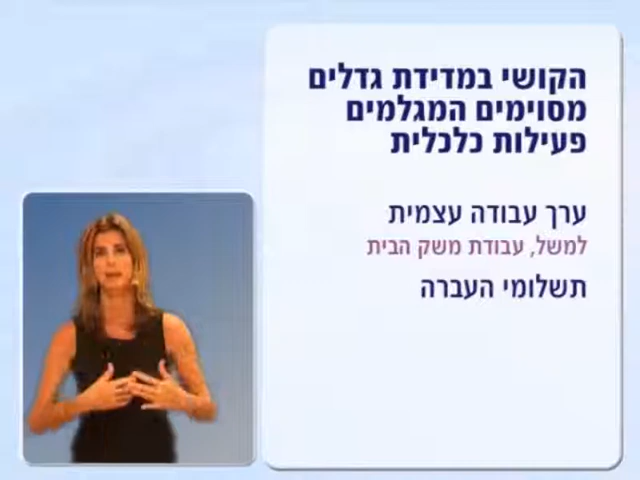 הקושי במדידת גדלים
מסוימים המגלמים
פעילות כלכלית
ערך עבודה עצמית
למשל, עבודת משק הבית
תשלומי העברה